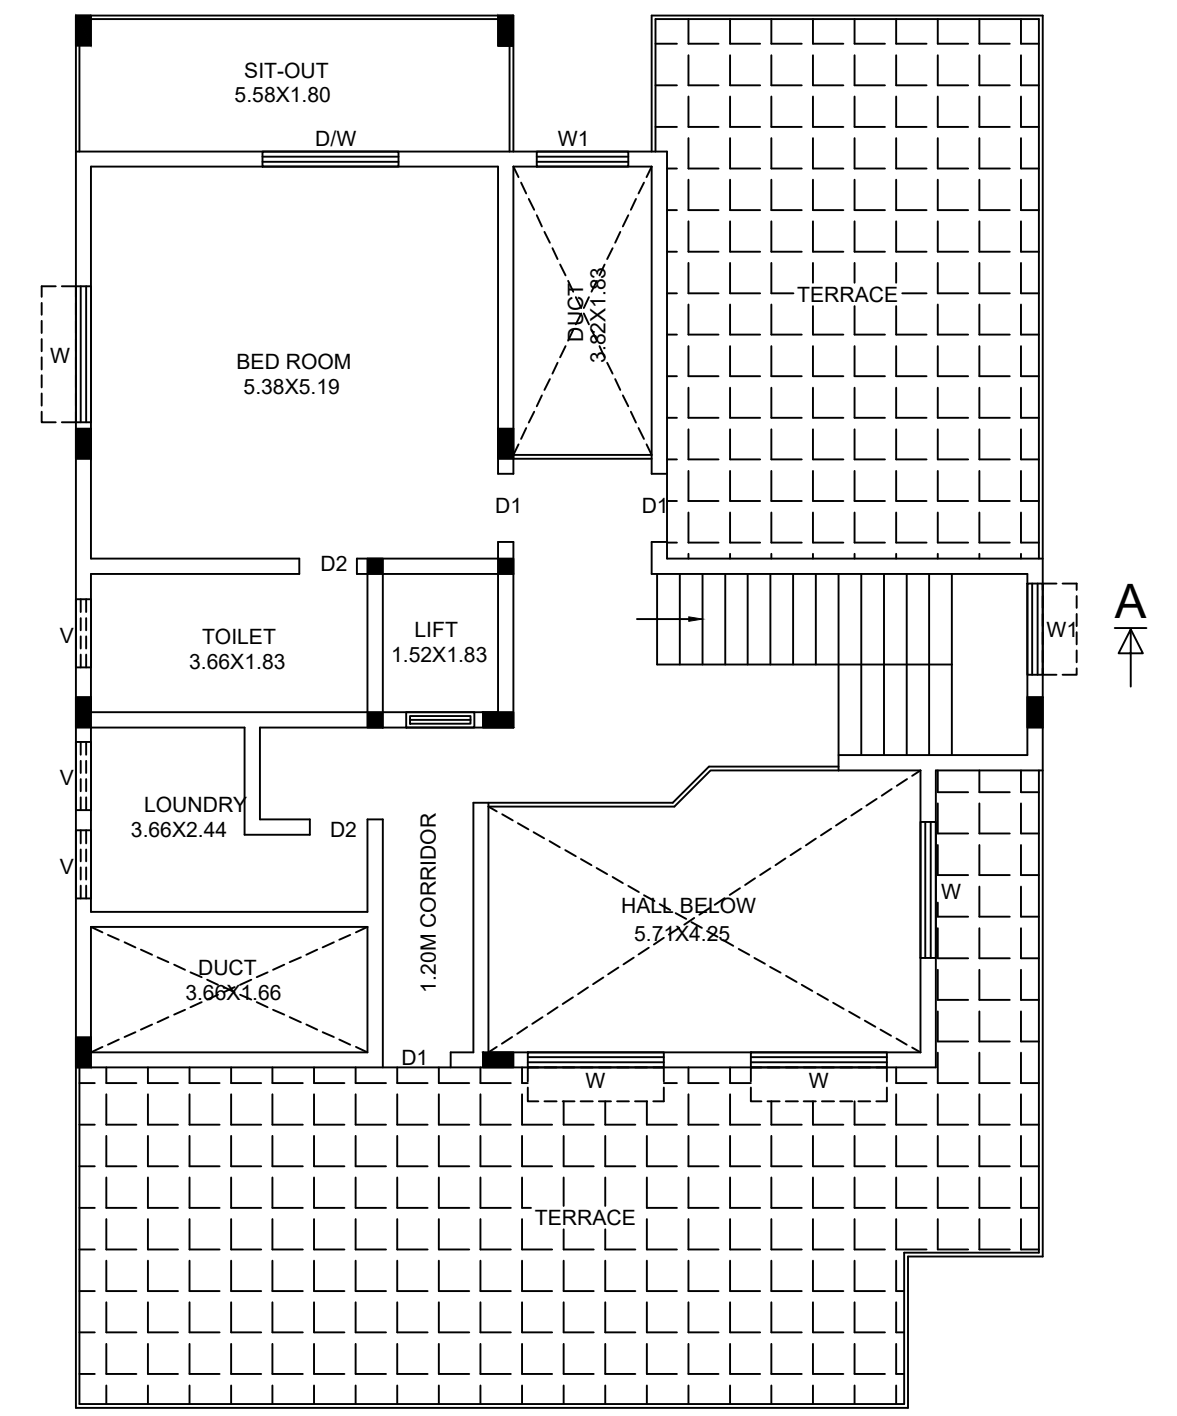 SIT-OUT
5.58X1.80
D/W
W1
DUCT
3.82X1.83
TERRACE
W
BED ROOM
5.38X5.19
D1
D1
D2
A
V
TOILET
3.66X1.83
LIFT
1.52X1.83
W1
V
LOUNDRY
3.66X2.44
D2
V
1.20M CORRIDOR
HALL BELOW
5.71X4.25
W
DUCT
3.66X1.66
D1
W
W
TERRACE